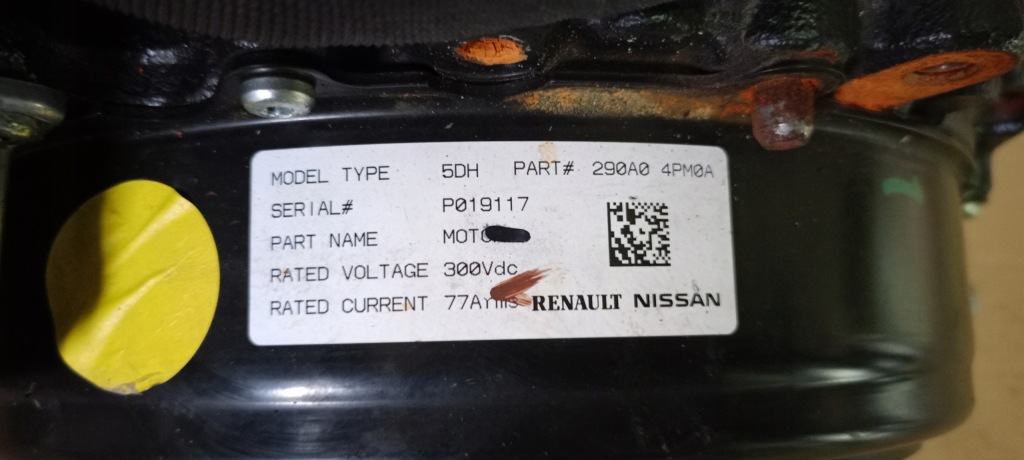 MODEL TYPE 5DH PART# 290A0 4PM0A
SERIAL# P019117
PART NAME
RATED VOLTAGE 300Vdc
RATED CURRENT 77Arms RENAULT NISSAN